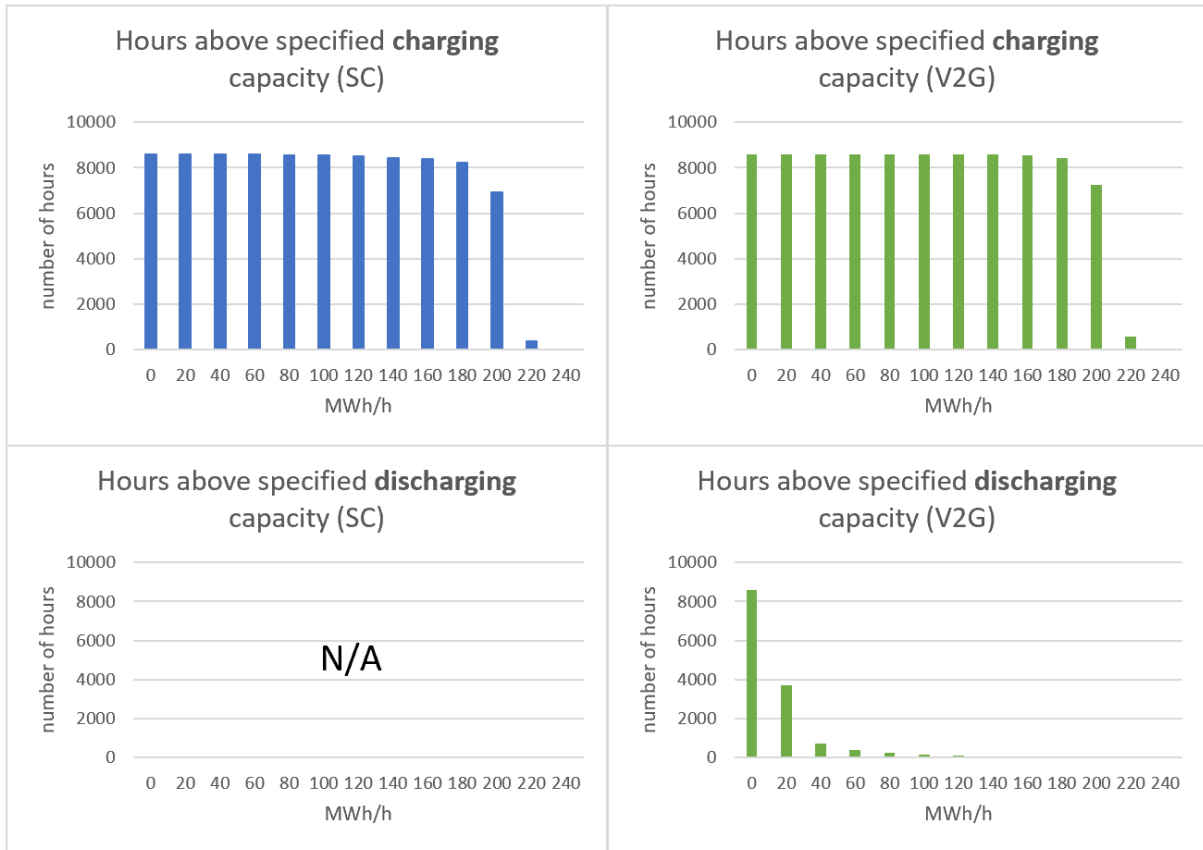 Hours above specified charging
capacity (SC)
10000
8000
6000
4000
2000
0
number of hours
0 20 40 60 80 100 120 140 160 180 200 220 240
MWh/h
Hours above specified charging
capacity (V2G)
10000
8000
6000
4000
2000
0
number of hours
0 20 40 60 80 100 120 140 160 180 200 220 240
MWh/h
Hours above specified discharging
capacity (SC)
10000
8000
6000
4000
2000
0
number of hours
N/A
0 20 40 60 80 100 120 140 160 180 200 220 240
MWh/h
Hours above specified discharging
capacity (V2G)
10000
8000
6000
4000
2000
0
number of hours
0 20 40 60 80 100 120 140 160 180 200 220 240
MWh/h